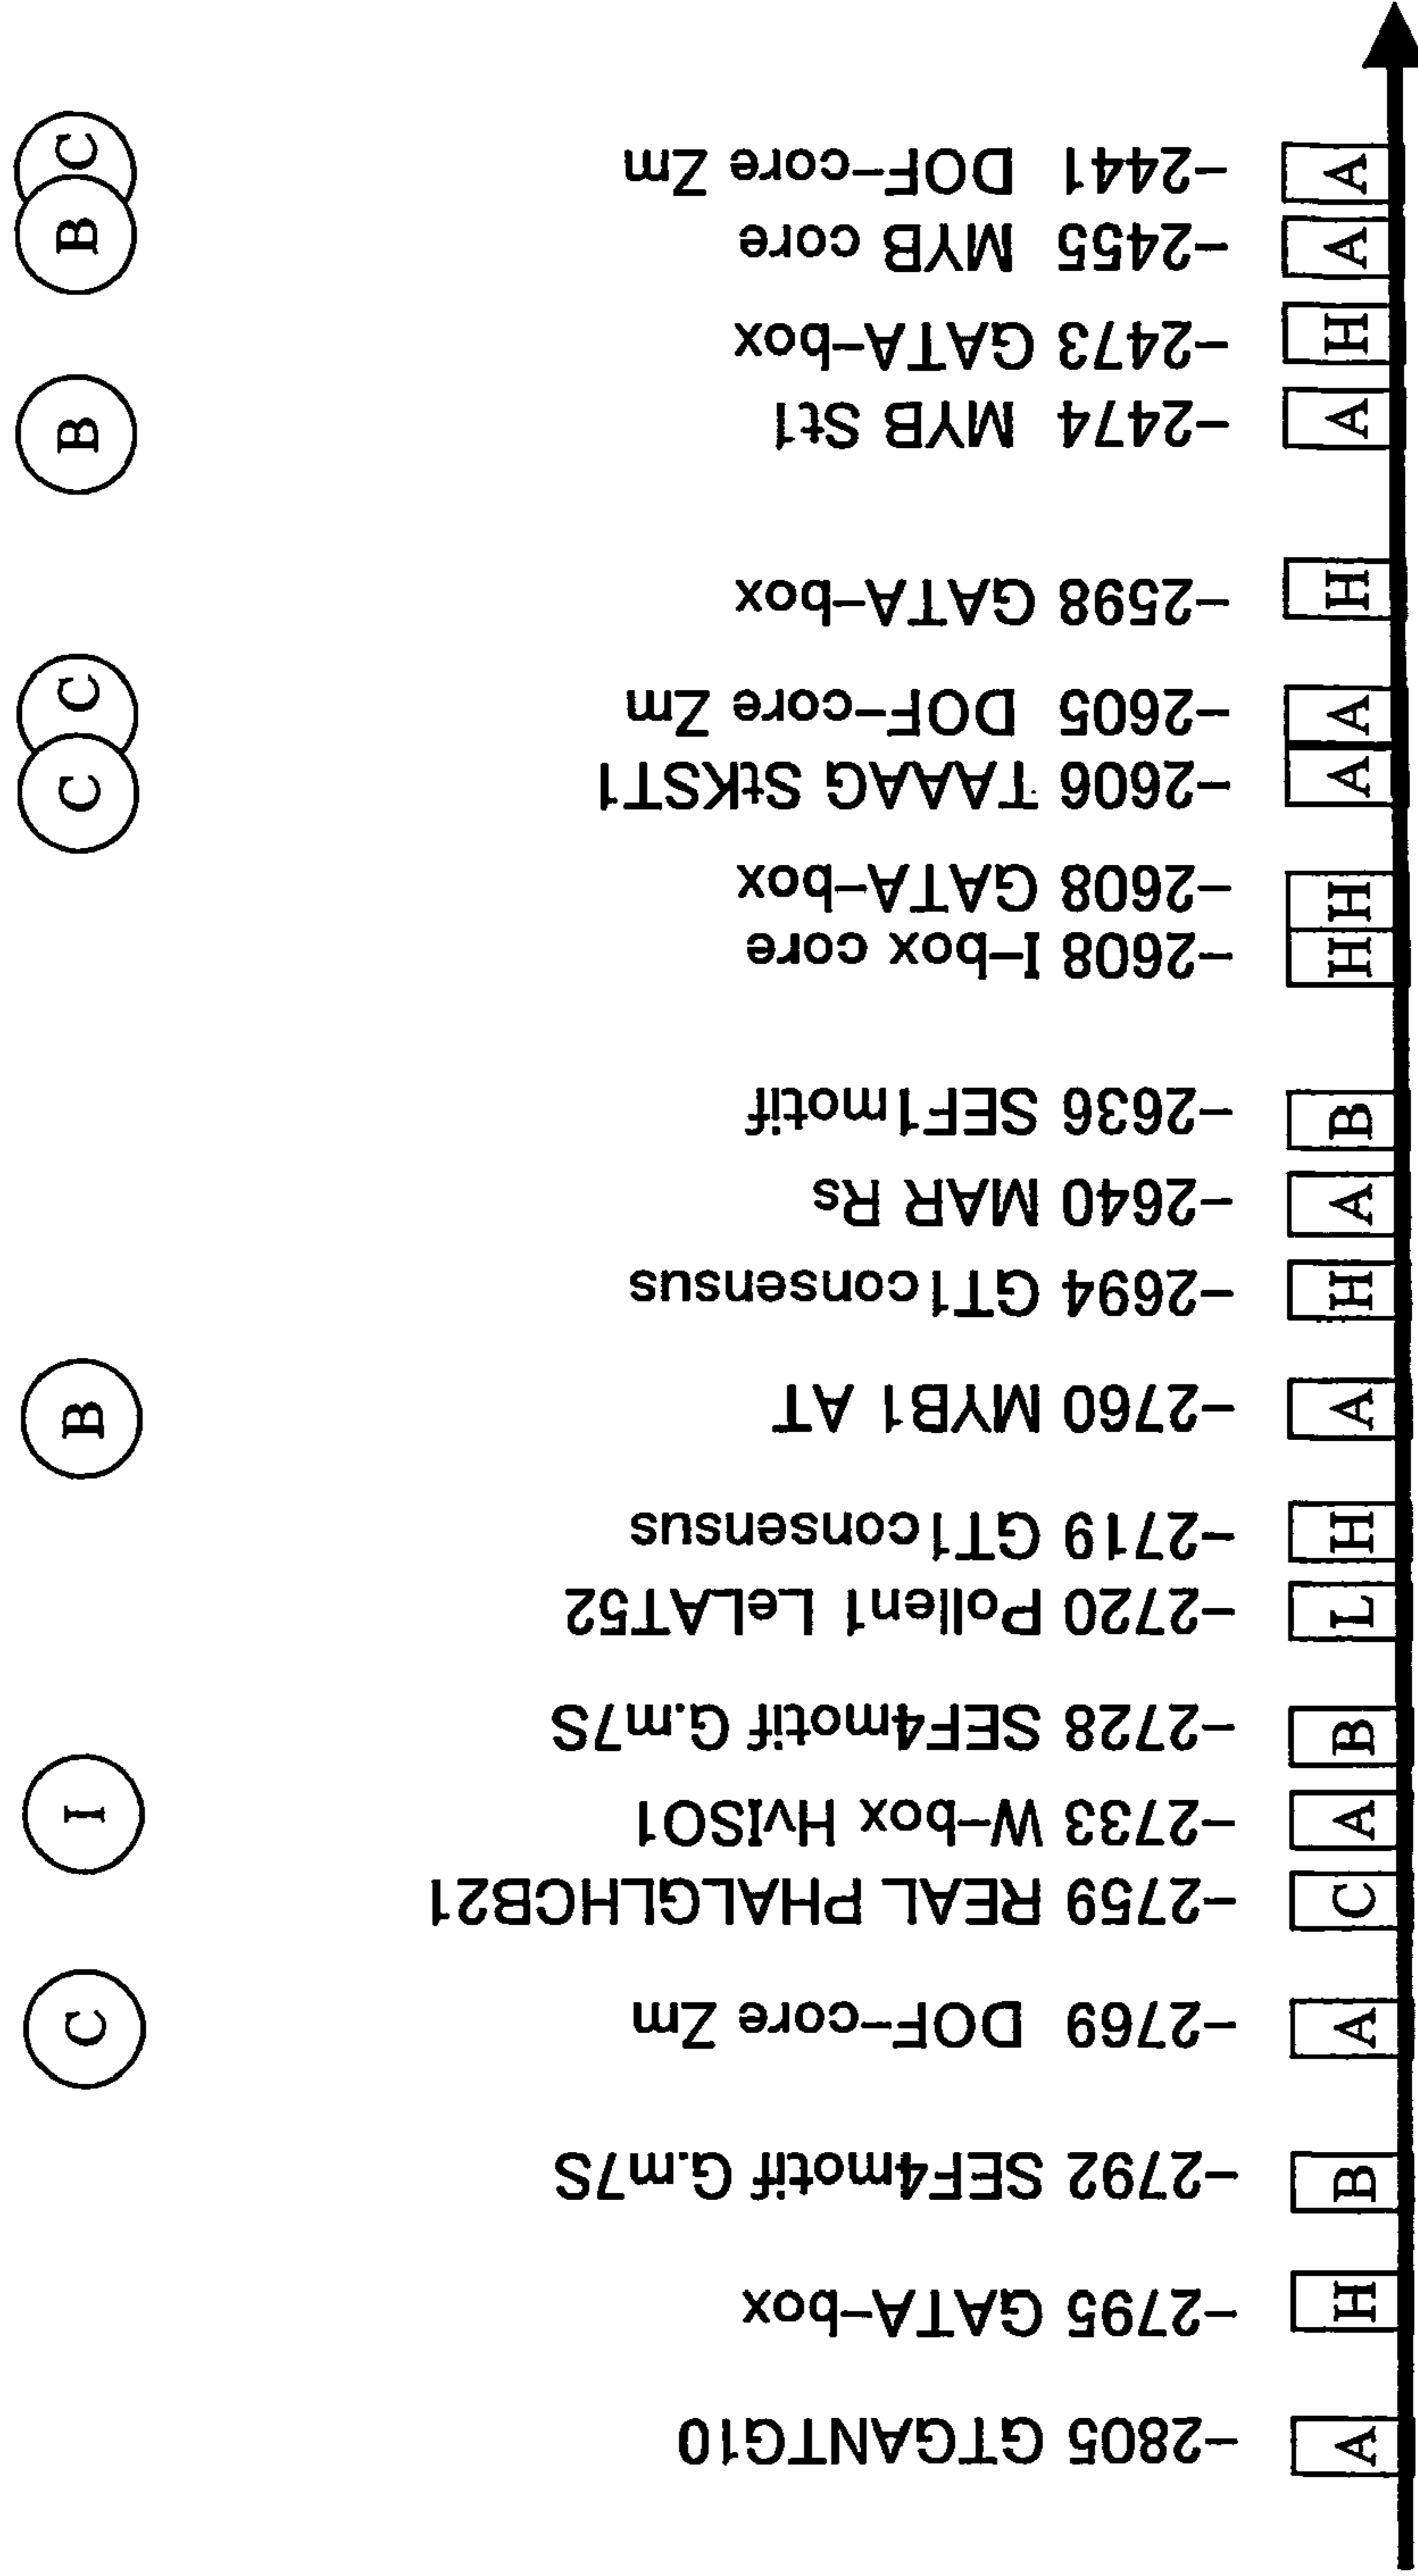 C
B
B
C
C
B
I
C
-2441 DOF-core Zm
-2455 MYB core
-2473 GATA-box
-2474 MYB St1
-2598 GATA-box
-2605 DOF-core Zm
-2606 TAAAG StKST1
-2608 GATA-box
-2608 I-box core
-2636 SEF1motif
-2640 MAR Rs
-2694 GT1consensus
-2760 MYB1 AT
-2719 GT1consensus
-2720 Pollen1 LeLAT52
-2728 SEF4motif G.m7S
-2733 W-box HvISO1
-2759 REAL PHALGLHCB21
-2769 DOF-core Zm
-2792 SEF4motif G.m7S
-2795 GATA-box
-2805 GTGANTG10
A
A
H
A
H
A
A
H
H
B
A
H
A
H
L
B
A
C
A
B
H
A